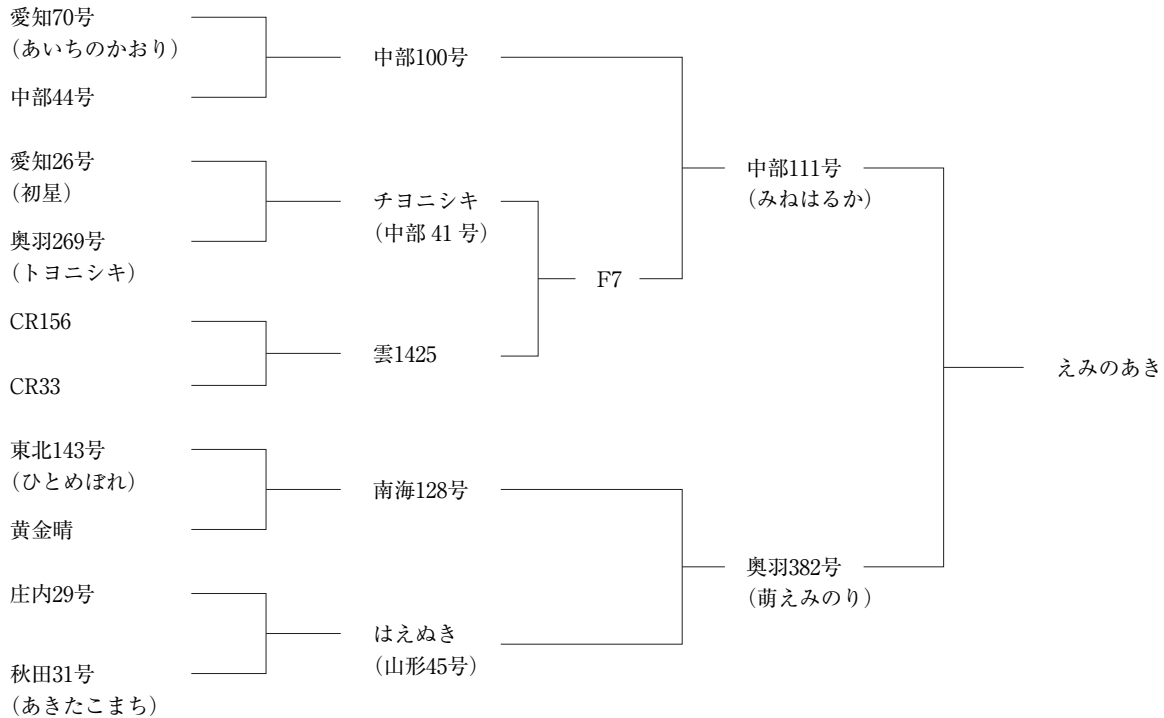 愛知70号
(あいちのかおり)
中部44号
中部100号
愛知26号
(初星)
奥羽269号
(トヨニシキ)
チヨニシキ
(中部 41 号)
CR156
CR33
雲1425
F7
中部111号
(みねはるか)
東北143号
(ひとめぼれ)
黄金晴
南海128号
庄内29号
秋田31号
(あきたこまち)
はえぬき
(山形45号)
奥羽382号
(萌えみのり)
えみのあき